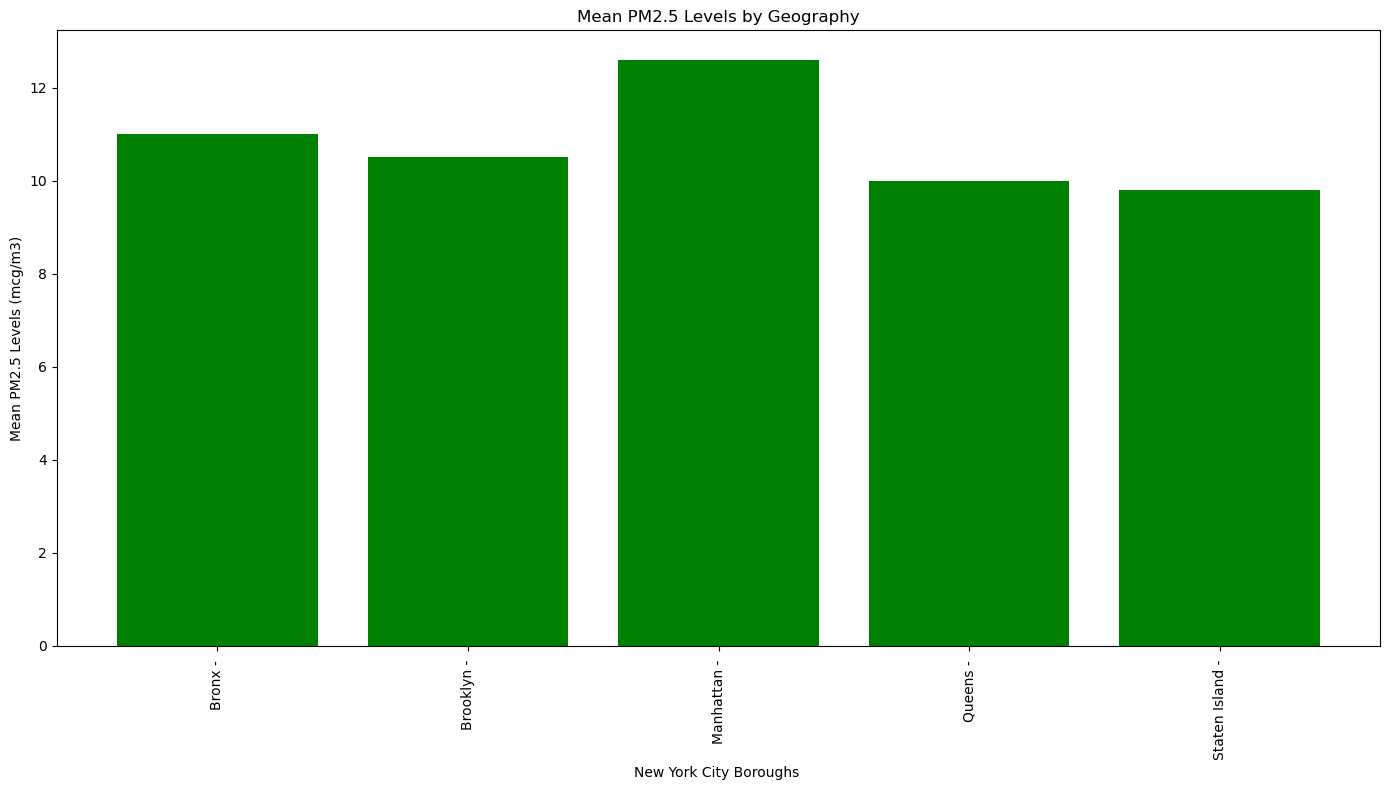 Mean PM2.5 Levels by Geography
Mean PM2.5 Levels (mcg/m3)
12
10
8
6
4
2
0
Bronx -
Brooklyn -
Manhattan -
Queens -
Staten Island -
New York City Boroughs